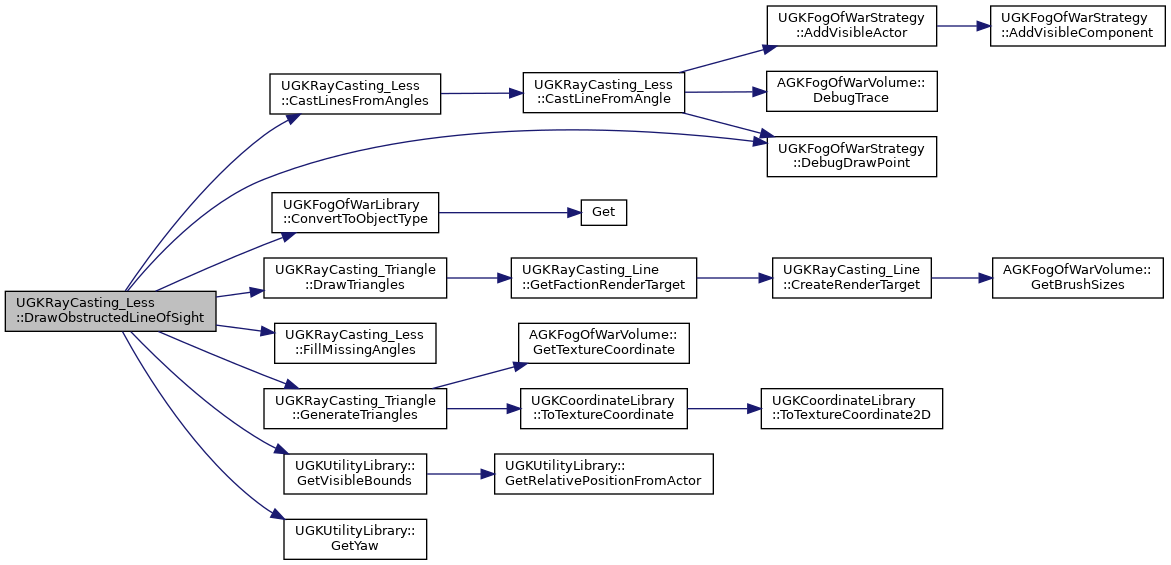 UGKRayCasting_Less
::DrawObstructedLineOfSight
UGKRayCasting_Less
::CastLinesFromAngles
UGKRayCasting_Less
::CastLineFromAngle
UGKFogOfWarStrategy
::AddVisibleActor
UGKFogOfWarStrategy
::AddVisibleComponent
AGKFogOfWarVolume::
DebugTrace
UGKFogOfWarStrategy
::DebugDrawPoint
UGKFogOfWarLibrary
::ConvertToObjectType
Get
UGKRayCasting_Triangle
::DrawTriangles
UGKRayCasting_Line
::GetFactionRenderTarget
UGKRayCasting_Line
::CreateRenderTarget
AGKFogOfWarVolume::
GetBrushSizes
UGKRayCasting_Less
::FillMissingAngles
UGKRayCasting_Triangle
::GenerateTriangles
AGKFogOfWarVolume::
GetTextureCoordinate
UGKCoordinateLibrary
::ToTextureCoordinate
UGKCoordinateLibrary
::ToTextureCoordinate2D
UGKUtilityLibrary::
GetVisibleBounds
UGKUtilityLibrary::
GetRelativePositionFromActor
UGKUtilityLibrary::
GetYaw